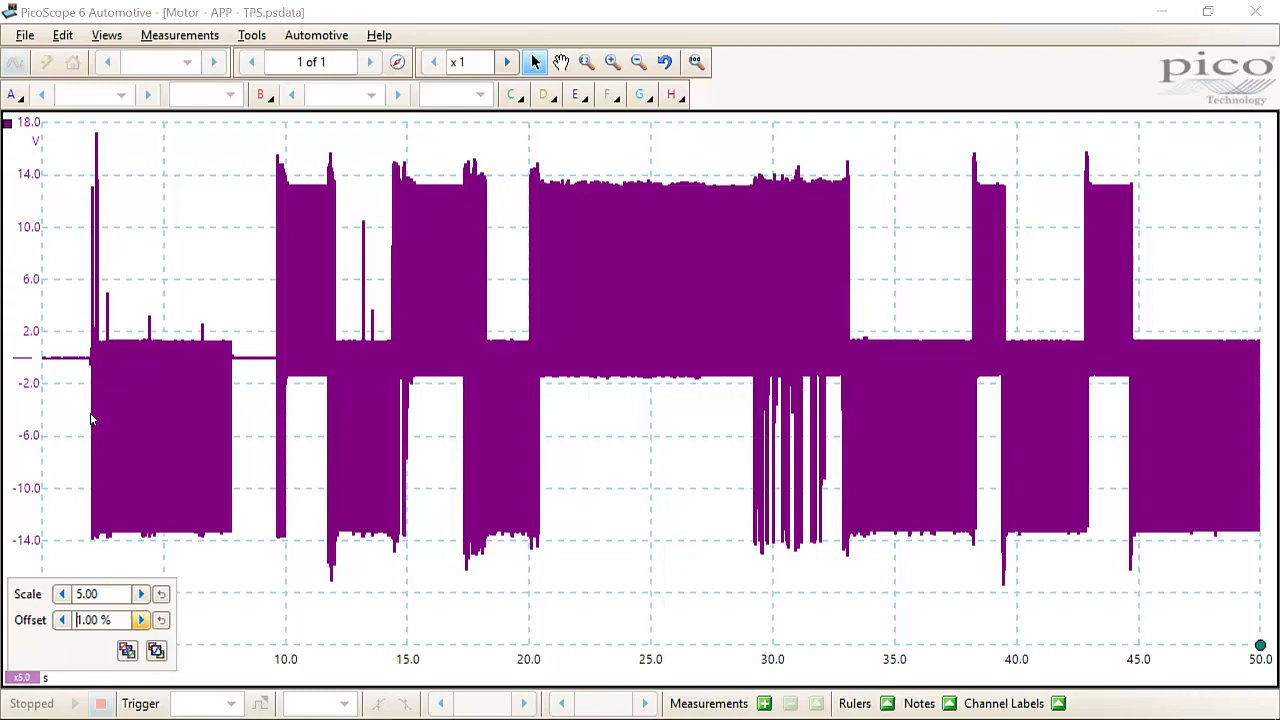 PicoScope 6 Automotive - [Motor - APP - TPS.psdata]
File Edit Views Measurements Tools Automotive Help
1 of 1 x 1
pico
Technology
A B C D E F G H
18.0
V
14.0
10.0
6.0
2.0
-2.0
-6.0
-10.0
-14.0
Scale 5.00
Offset 1.00 %
10.0 15.0 20.0 25.0 30.0 35.0 40.0 45.0 50.0
x5.0 s
Stopped Trigger Measurements Rulers Notes Channel Labels